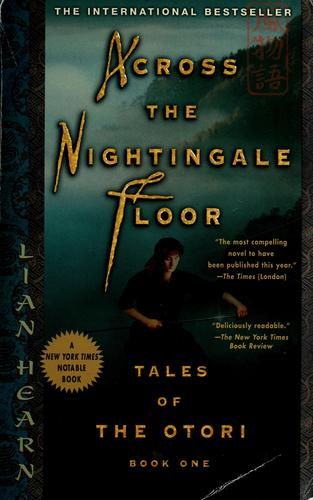 THE INTERNATIONAL BESTSELLER
ACROSS
THE
NIGHTINGALE
FLOOR
"The most compelling
novel to have
been published this year."
—The Times (London)
"Deliciously readable."
—The New York Times
Book Review
LIAN HEARN
A
NEW YORK TIMES
NOTABLE
BOOK
TALES
OF
THE OTORI
BOOK ONE